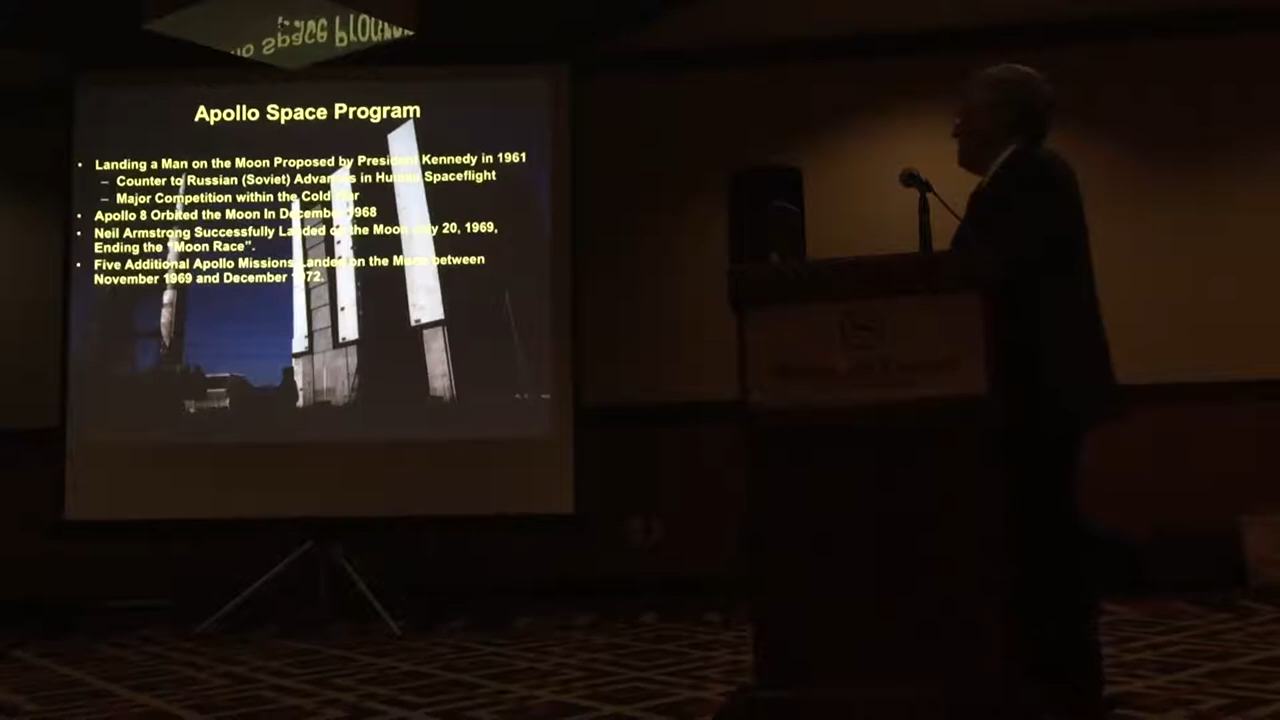 Apollo Space Program
• Landing a Man on the Moon Proposed by President Kennedy in 1961
– Counter to Russian (Soviet) Advances in Human Spaceflight
– Major Competition within the Cold War
• Apollo 8 Orbited the Moon In December 1968
• Neil Armstrong Successfully Landed on the Moon July 20, 1969,
Ending the “Moon Race”.
• Five Additional Apollo Missions Landed on the Moon between
November 1969 and December 1972.